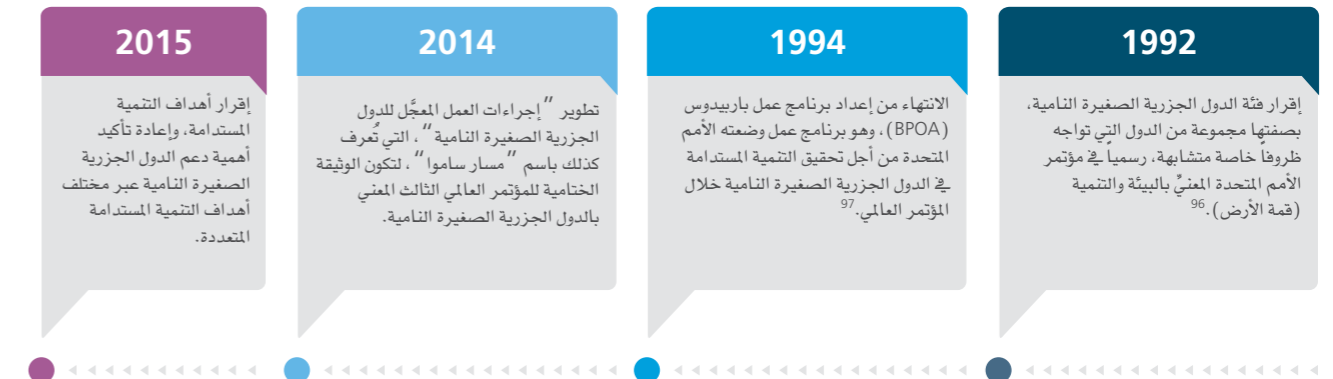 1992
إقرار فئة الدول الجزرية الصغيرة النامية،
بصفتها مجموعة من الدول التي تواجه
ظروفاً خاصة متشابهة، رسمياً في مؤتمر
الأمم المتحدة المعنيِّ بالبيئة والتنمية
(قمة الأرض).96
1994
الانتهاء من إعداد برنامج عمل باربيدوس
(BPOA)، وهو برنامج عمل وضعته الأمم
المتحدة من أجل تحقيق التنمية المستدامة
في الدول الجزرية الصغيرة النامية خلال
المؤتمر العالمي.97
2014
تطوير "إجراءات العمل المعجَّل للدول
الجزرية الصغيرة النامية"، التي تُعرف
كذلك باسم "مسار ساموا"، لتكون الوثيقة
الختامية للمؤتمر العالمي الثالث المعني
بالدول الجزرية الصغيرة النامية.
2015
إقرار أهداف التنمية
المستدامة، وإعادة تأكيد
أهمية دعم الدول الجزرية
الصغيرة النامية عبر مختلف
أهداف التنمية المستدامة
المتعددة.